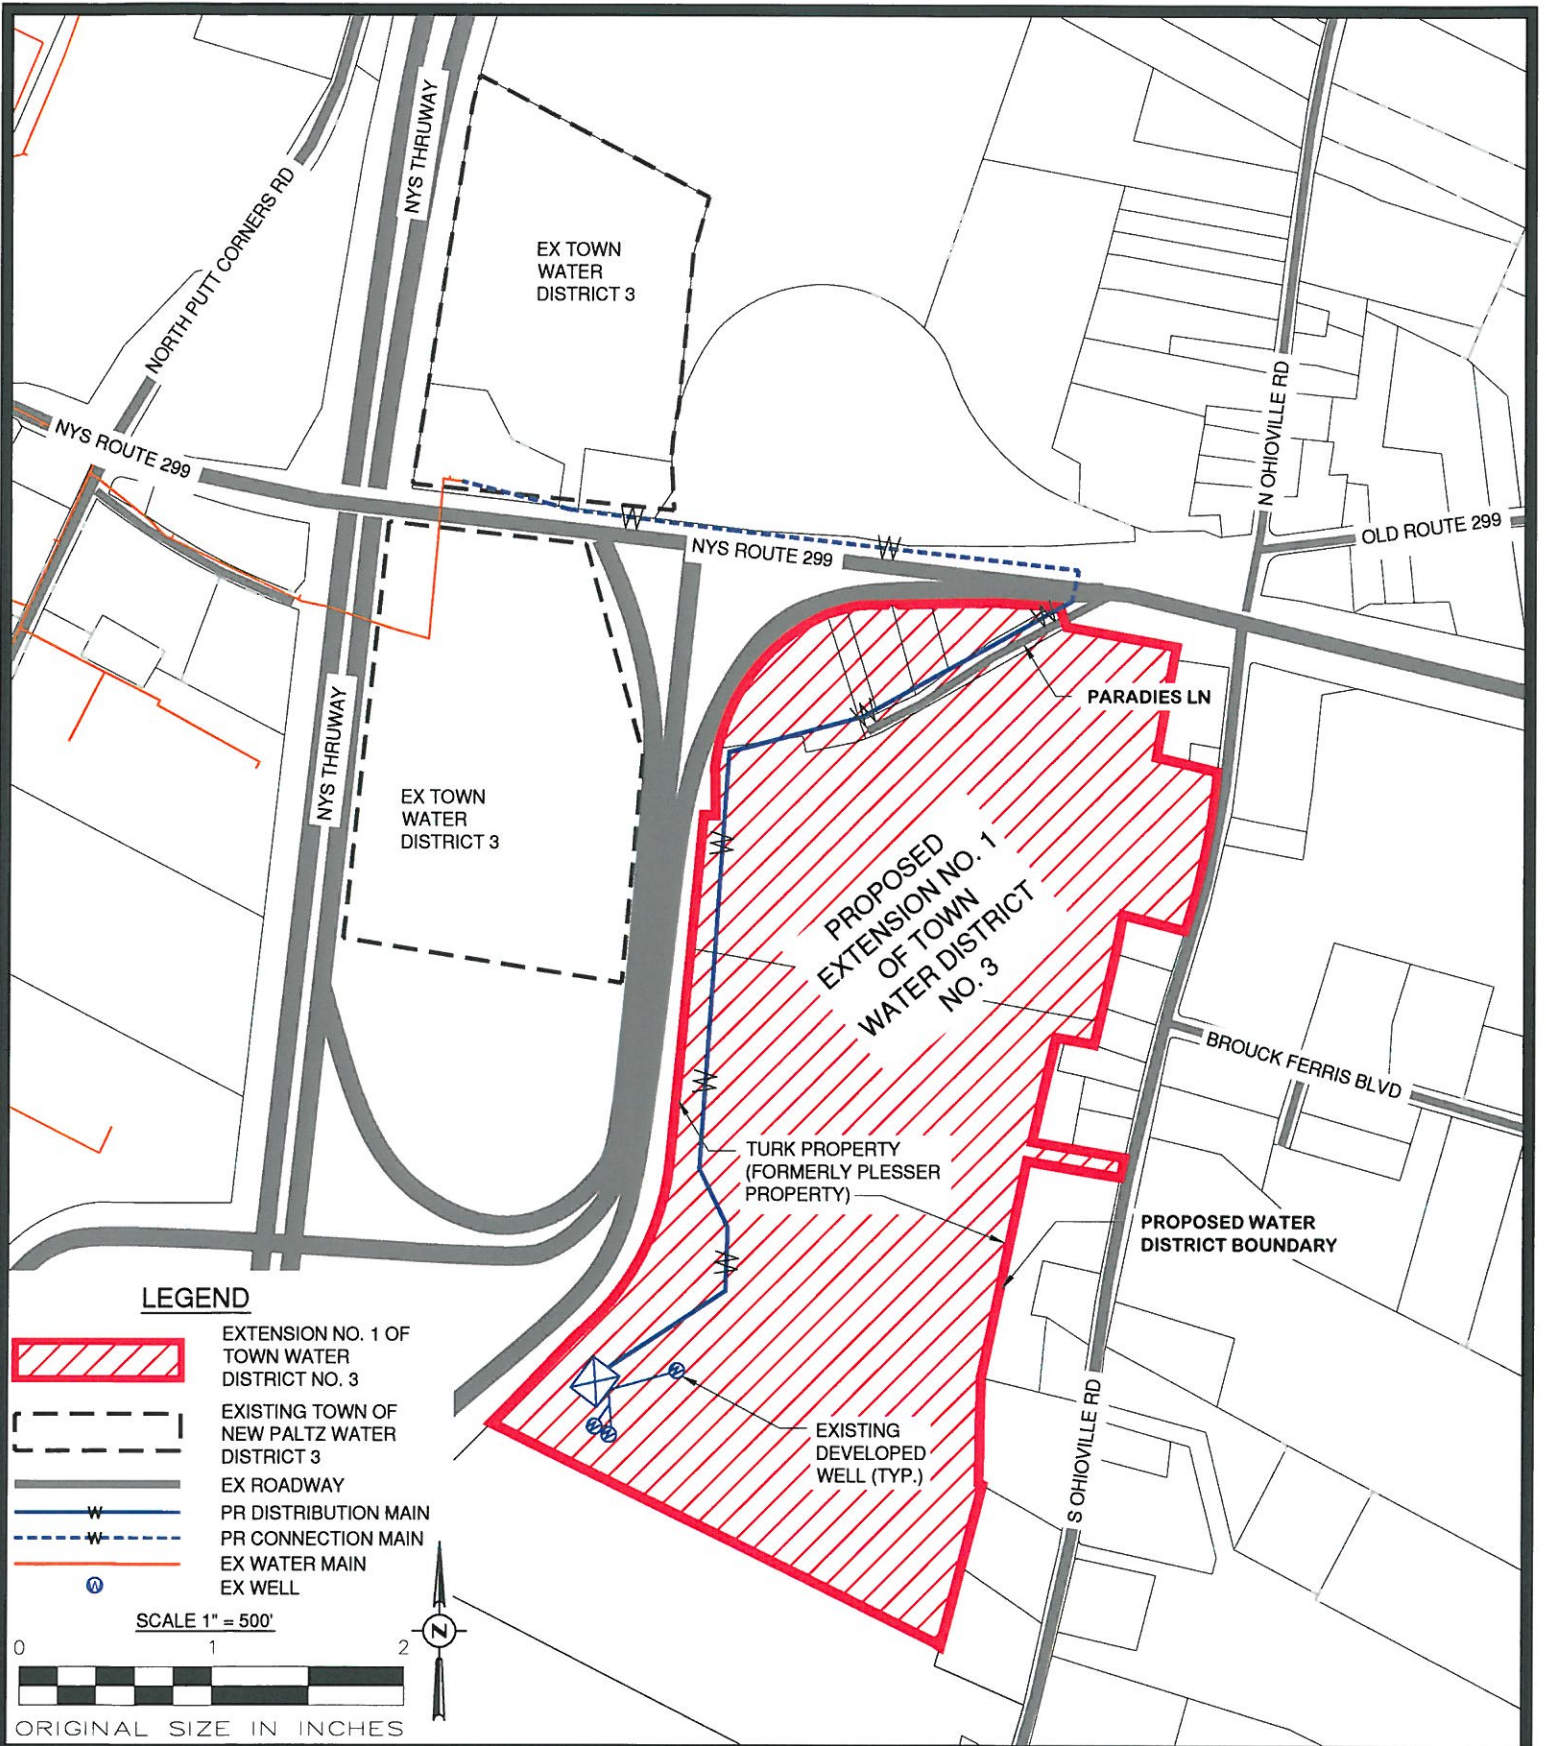 NYS THRUWAY
NORTH PUTT CORNERS RD
EX TOWN
WATER
DISTRICT 3
N OHIOVILLE RD
NYS ROUTE 299
OLD ROUTE 299
W
W
NYS ROUTE 299
W
PARADIES LN
W
NYS THRUWAY
EX TOWN
WATER
DISTRICT 3
W
PROPOSED
EXTENSION NO. 1
OF TOWN
WATER DISTRICT
NO. 3
BROUCK FERRIS BLVD
W
TURK PROPERTY
(FORMERLY PLESSER
PROPERTY)
PROPOSED WATER
DISTRICT BOUNDARY
W
W
W W
EXISTING
DEVELOPED
WELL (TYP.)
S OHIOVILLE RD
LEGEND
EXTENSION NO. 1 OF
TOWN WATER
DISTRICT NO. 3
EXISTING TOWN OF
NEW PALTZ WATER
DISTRICT 3
EX ROADWAY
W PR DISTRIBUTION MAIN
W PR CONNECTION MAIN
EX WATER MAIN
W EX WELL
SCALE 1" = 500'
0 1 2
ORIGINAL SIZE IN INCHES
N